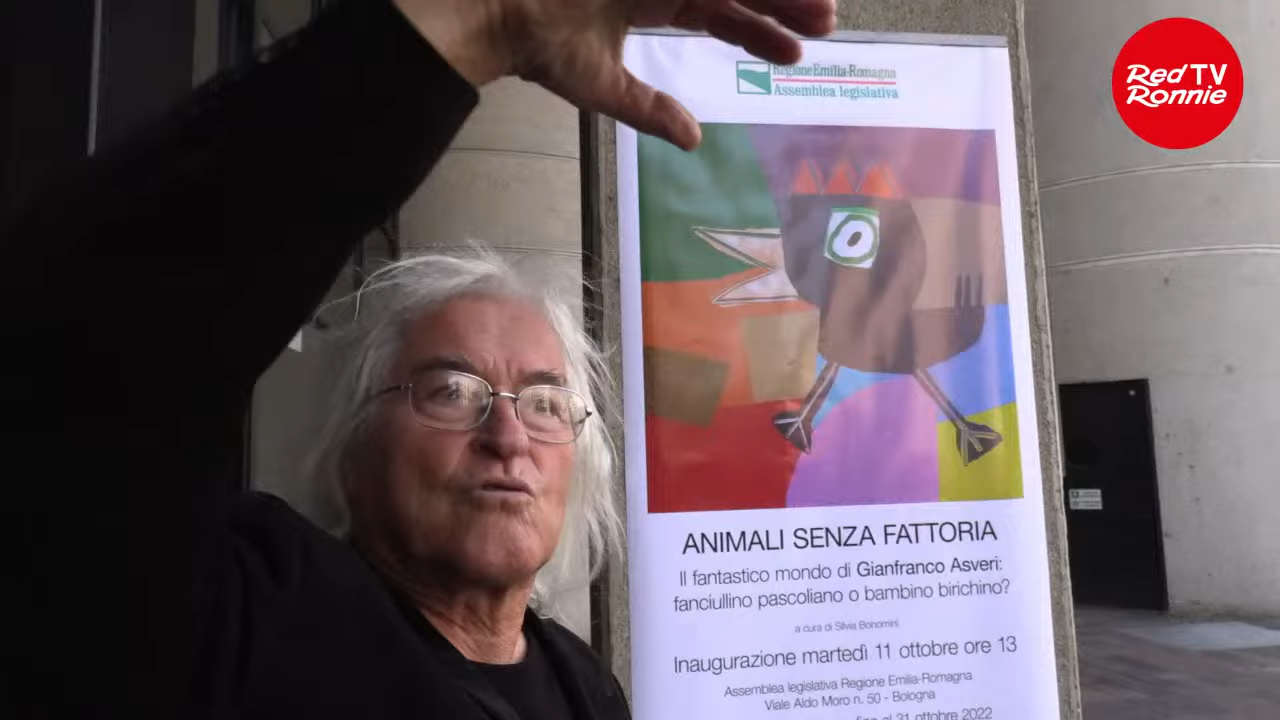 Red TV
Ronnie
Regione Emilia-Romagna
Assemblea legislativa
ANIMALI SENZA FATTORIA
Il fantastico mondo di Gianfranco Asveri:
fanciullino pascoliano o bambino birichino?
a cura di Silvia Bonomini
Inaugurazione martedì 11 ottobre ore 13
Assemblea legislativa Regione Emilia-Romagna
Viale Aldo Moro n. 50 - Bologna
al 31 ottobre 2022